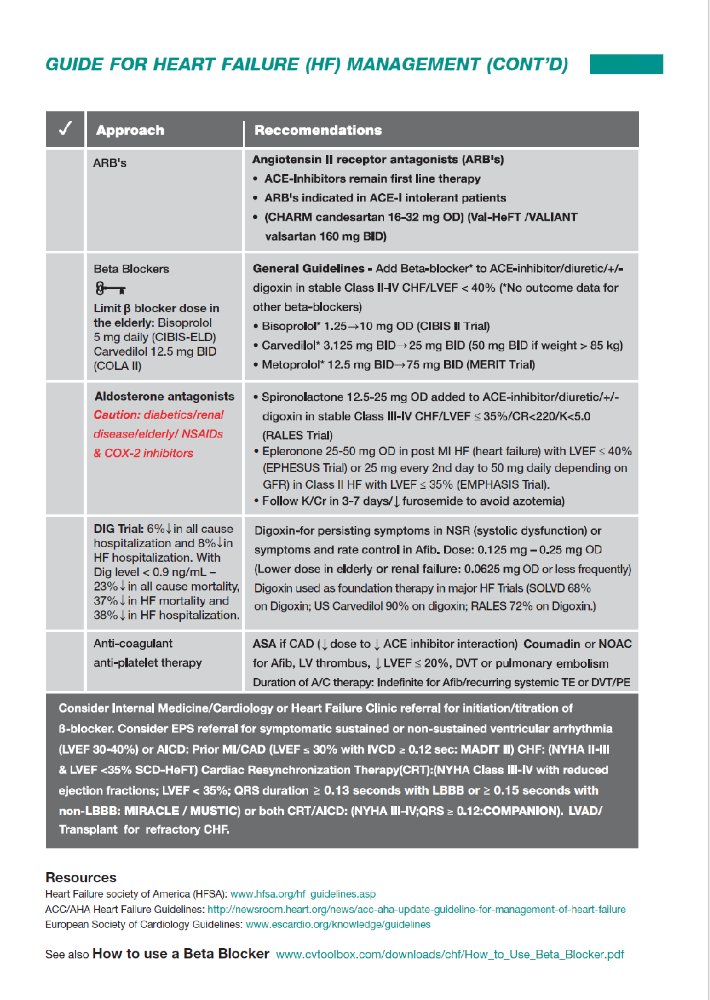 GUIDE FOR HEART FAILURE (HF) MANAGEMENT (CONT'D)
✓ Approach Reccomendations
ARB's
Angiotensin II receptor antagonists (ARB's)
• ACE-Inhibitors remain first line therapy
• ARB's indicated in ACE-I intolerant patients
• (CHARM candesartan 16-32 mg OD) (Val-HeFT /VALIANT
valsartan 160 mg BID)
Beta Blockers
Limit β blocker dose in
the elderly: Bisoprolol
5 mg daily (CIBIS-ELD)
Carvedilol 12.5 mg BID
(COLA II)
General Guidelines - Add Beta-blocker* to ACE-inhibitor/diuretic/+/-
digoxin in stable Class II-IV CHF/LVEF < 40% (*No outcome data for
other beta-blockers)
• Bisoprolol* 1.25→10 mg OD (CIBIS II Trial)
• Carvedilol* 3.125 mg BID→25 mg BID (50 mg BID if weight > 85 kg)
• Metoprolol* 12.5 mg BID→75 mg BID (MERIT Trial)
Aldosterone antagonists
Caution: diabetics/renal
disease/elderly/ NSAIDs
& COX-2 inhibitors
• Spironolactone 12.5-25 mg OD added to ACE-inhibitor/diuretic/+/-
digoxin in stable Class III-IV CHF/LVEF ≤ 35%/CR<220/K<5.0
(RALES Trial)
• Epleronone 25-50 mg OD in post MI HF (heart failure) with LVEF ≤ 40%
(EPHESUS Trial) or 25 mg every 2nd day to 50 mg daily depending on
GFR) in Class II HF with LVEF ≤ 35% (EMPHASIS Trial).
• Follow K/Cr in 3-7 days/↓ furosemide to avoid azotemia)
DIG Trial: 6%↓in all cause
hospitalization and 8%↓in
HF hospitalization. With
Dig level < 0.9 ng/mL –
23%↓in all cause mortality,
37%↓in HF mortality and
38%↓in HF hospitalization.
Digoxin-for persisting symptoms in NSR (systolic dysfunction) or
symptoms and rate control in Afib. Dose: 0.125 mg – 0.25 mg OD
(Lower dose in elderly or renal failure: 0.0625 mg OD or less frequently)
Digoxin used as foundation therapy in major HF Trials (SOLVD 68%
on Digoxin; US Carvedilol 90% on digoxin; RALES 72% on Digoxin.)
Anti-coagulant
anti-platelet therapy
ASA if CAD (↓dose to ↓ ACE inhibitor interaction) Coumadin or NOAC
for Afib, LV thrombus, ↓LVEF ≤ 20%, DVT or pulmonary embolism
Duration of A/C therapy: Indefinite for Afib/recurring systemic TE or DVT/PE
Consider Internal Medicine/Cardiology or Heart Failure Clinic referral for initiation/titration of
ß-blocker. Consider EPS referral for symptomatic sustained or non-sustained ventricular arrhythmia
(LVEF 30-40%) or AICD: Prior MI/CAD (LVEF ≤ 30% with IVCD ≥ 0.12 sec: MADIT II) CHF: (NYHA II-III
& LVEF <35% SCD-HeFT) Cardiac Resynchronization Therapy(CRT):(NYHA Class III-IV with reduced
ejection fractions; LVEF < 35%; QRS duration ≥ 0.13 seconds with LBBB or ≥ 0.15 seconds with
non-LBBB: MIRACLE / MUSTIC) or both CRT/AICD: (NYHA III-IV;QRS ≥ 0.12:COMPANION). LVAD/
Transplant for refractory CHF.
Resources
Heart Failure society of America (HFSA): www.hfsa.org/hf_guidelines.asp
ACC/AHA Heart Failure Guidelines: http://newsroom.heart.org/news/acc-aha-update-guideline-for-management-of-heart-failure
European Society of Cardiology Guidelines: www.escardio.org/knowledge/guidelines
See also How to use a Beta Blocker www.cvtoolbox.com/downloads/chf/How_to_Use_Beta_Blocker.pdf